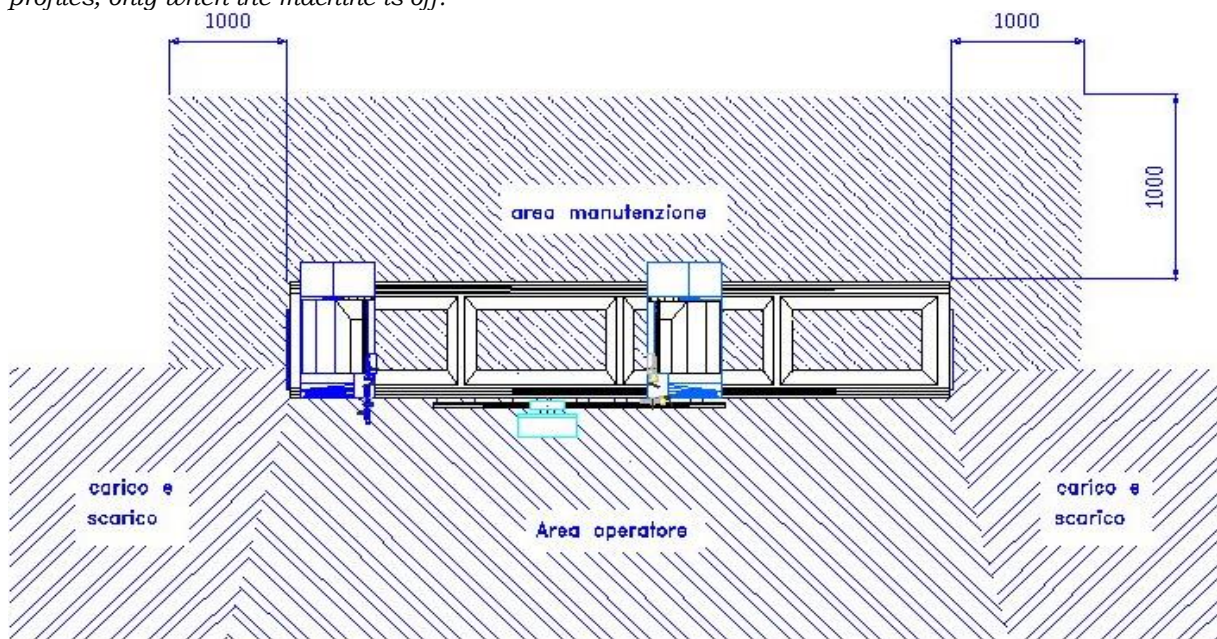 profiles, only when the machine is off.
1000
1000
1000
area manutenzione
carico e
scarico
Area operatore
carico e
scarico